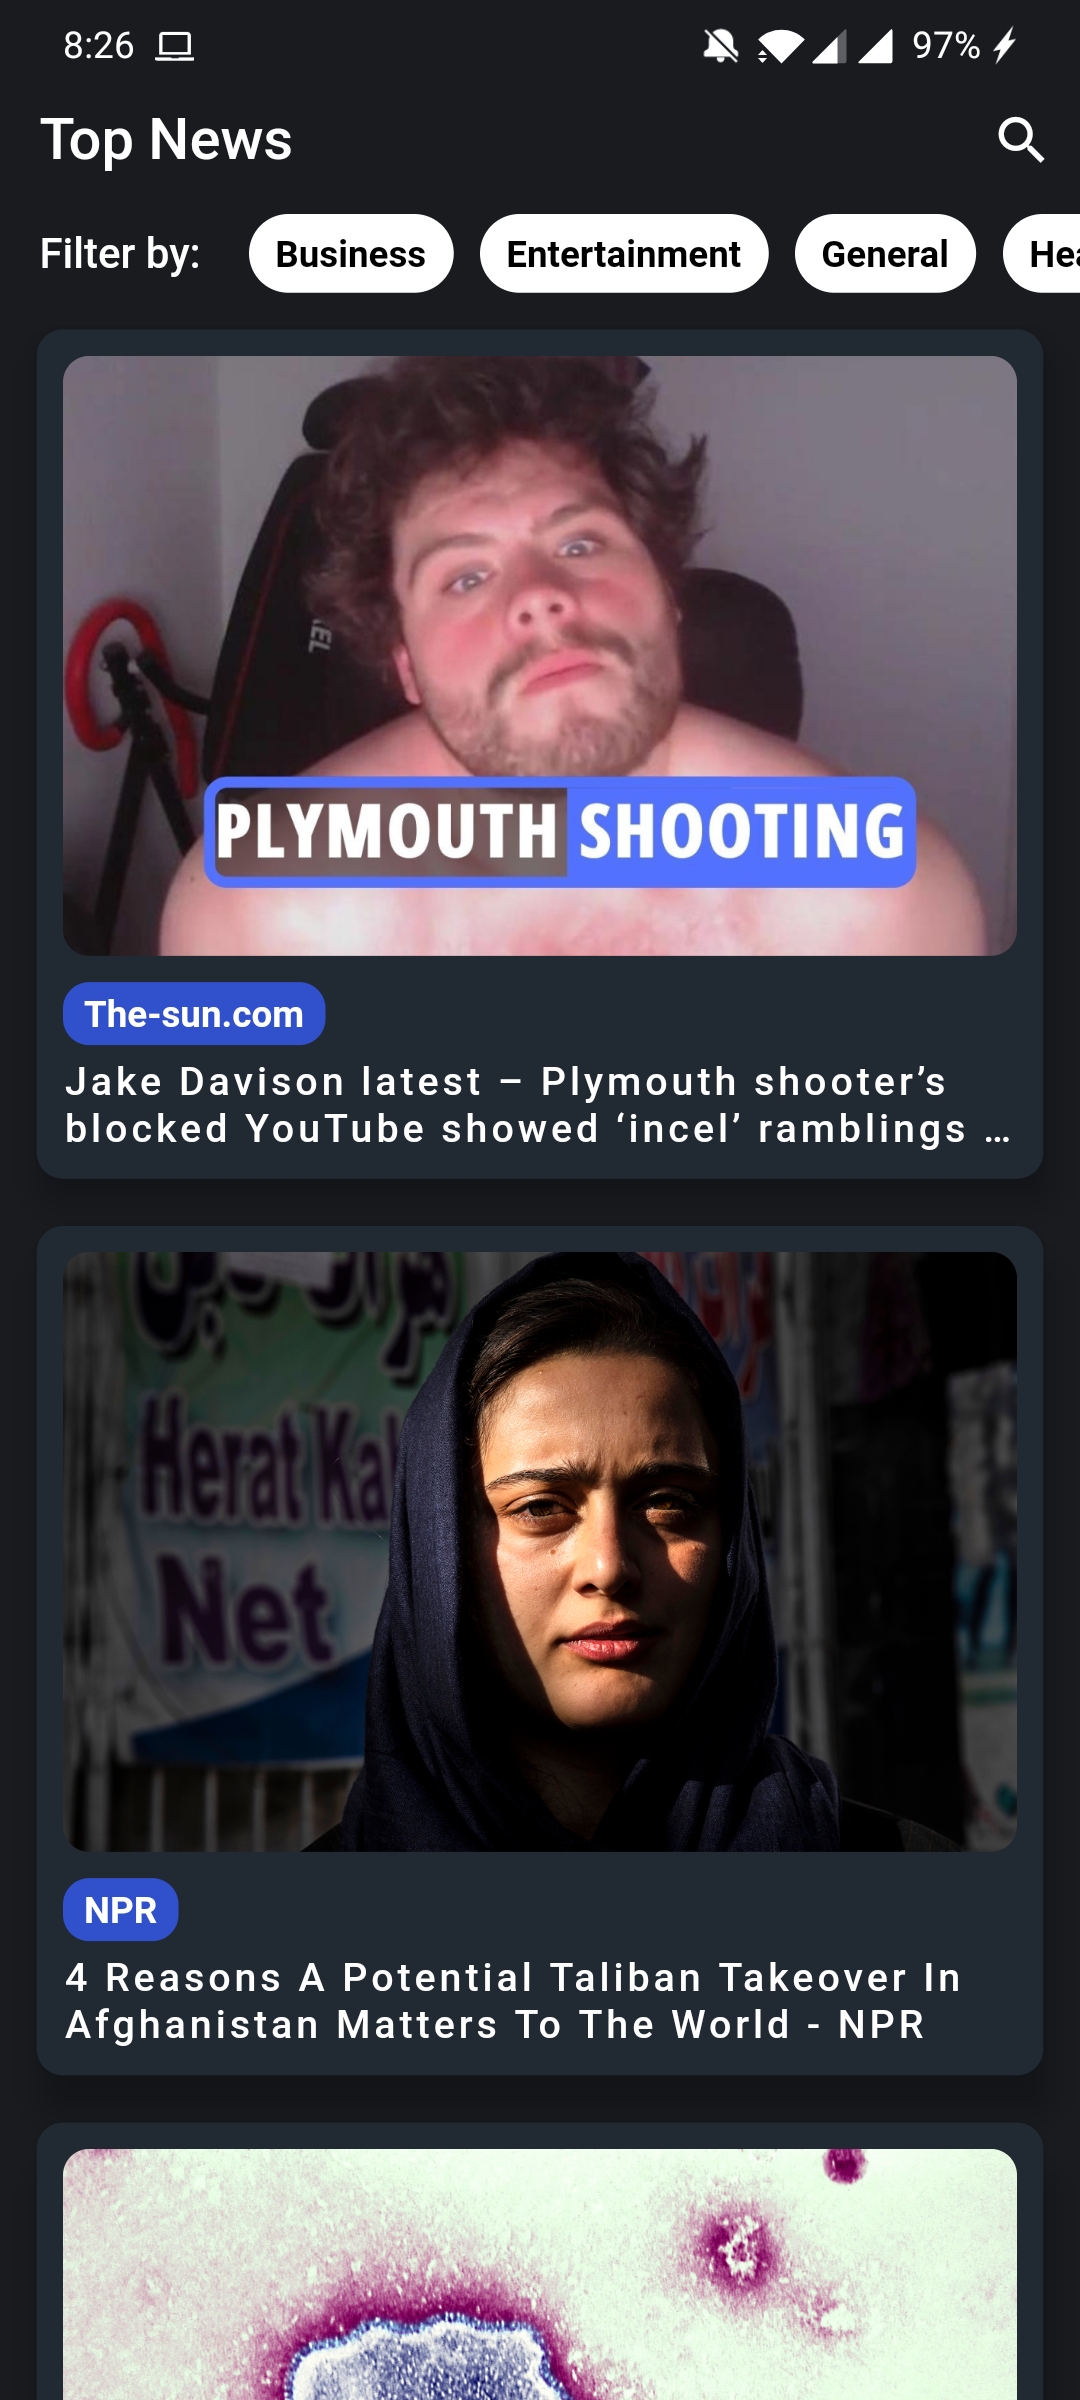 8:26
97%
Top News
Filter by:
Business
Entertainment
General
Hea
PLYMOUTH SHOOTING
The-sun.com
Jake Davison latest – Plymouth shooter’s
blocked YouTube showed ‘incel’ ramblings …
Herat Kab
Net
NPR
4 Reasons A Potential Taliban Takeover In
Afghanistan Matters To The World - NPR